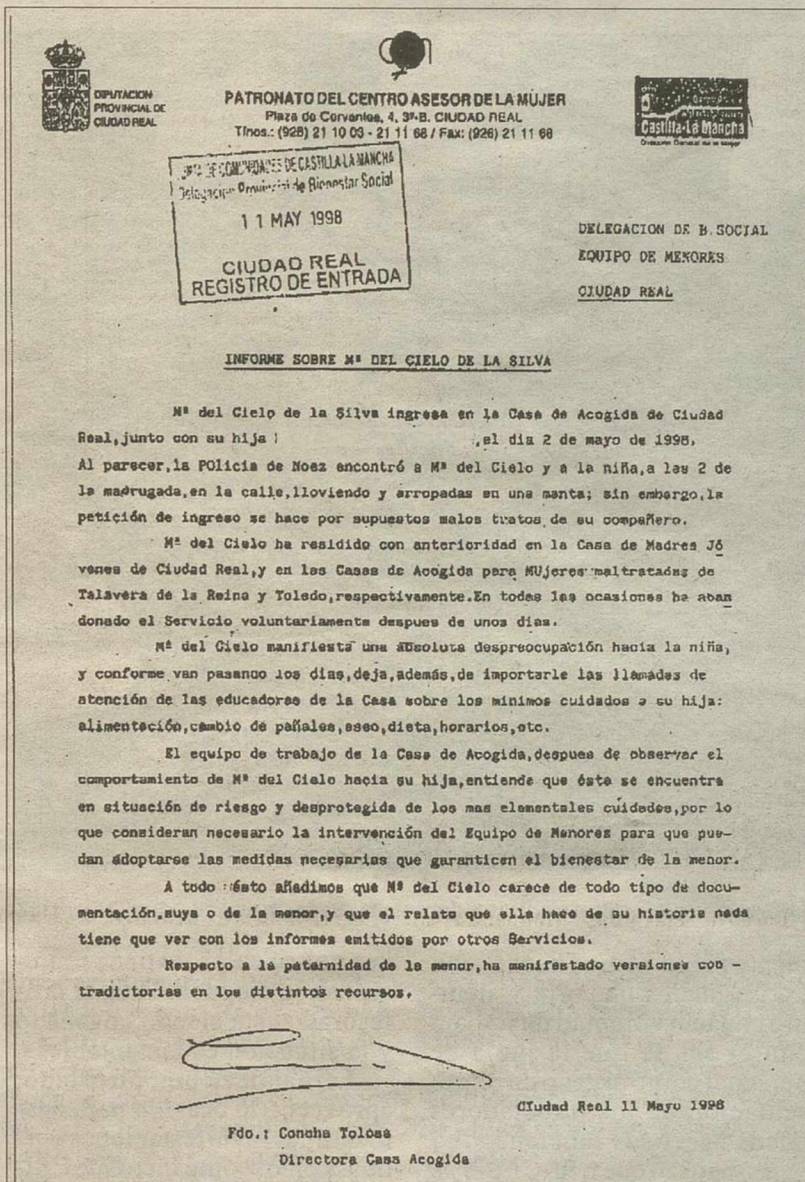 DIPUTACION
PROVINCIAL DE
CIUDAD REAL
PATRONATO DEL CENTRO ASESOR DE LA MUJER
Plaza de Cervantes, 4, 3º-B. CIUDAD REAL
Tfnos.: (926) 21 10 03 - 21 11 68 / Fax: (926) 21 11 68
Castilla-La Mancha
JUNTA DE COMUNIDADES DE CASTILLA-LA MANCHA
Delegación Provincial de Bienestar Social
11 MAY 1998
CIUDAD REAL
REGISTRO DE ENTRADA
DELEGACION DE B.SOCIAL
EQUIPO DE MENORES
CIUDAD REAL
INFORME SOBRE Mª DEL CIELO DE LA SILVA
Mª del Cielo de la Silva ingresa en la Casa de Acogida de Ciudad
Real,junto con su hija ,el dia 2 de mayo de 1998.
Al parecer,la POlicia de Noez encontró a Mª del Cielo y a la niña,a las 2 de
la madrugada,en la calle,lloviendo y arropadas en una manta; sin embargo,la
petición de ingreso se hace por supuestos malos tratos de su compañero.
Mª del Cielo ha residido con anterioridad en la Casa de Madres Jó
venes de Ciudad Real,y en las Casas de Acogida para MUjeres maltratadas de
Talavera de la Reina y Toledo,respectivamente.En todas las ocasiones ha aban
donado el Servicio voluntariamente despues de unos dias.
Mª del Cielo manifiesta una absoluta despreocupación hacia la niña,
y conforme van pasando los días,deja,además,de importarle las llamadas de
atención de las educadoras de la Casa sobre los minimos cuidados a su hija:
alimentación,cambio de pañales,aseo,dieta,horarios,etc.
El equipo de trabajo de la Casa de Acogida,despues de observar el
comportamiento de Mª del Cielo hacia su hija,entiende que ésta se encuentra
en situación de riesgo y desprotegida de los mas elementales cuidados,por lo
que consideran necesario la intervención del Equipo de Menores para que pue-
dan adoptarse las medidas necesarias que garanticen el bienestar de la menor.
A todo ésto añadimos que Mª del Cielo carece de todo tipo de docu-
mentación,suya o de la menor,y que el relato que ella hace de su historia nada
tiene que ver con los informes emitidos por otros Servicios.
Respecto a la paternidad de la menor,ha manifestado versiones con -
tradictorias en los distintos recursos.
CIudad Real 11 Mayo 1998
Fdo.: Concha Tolosa
Directora Casa Acogida